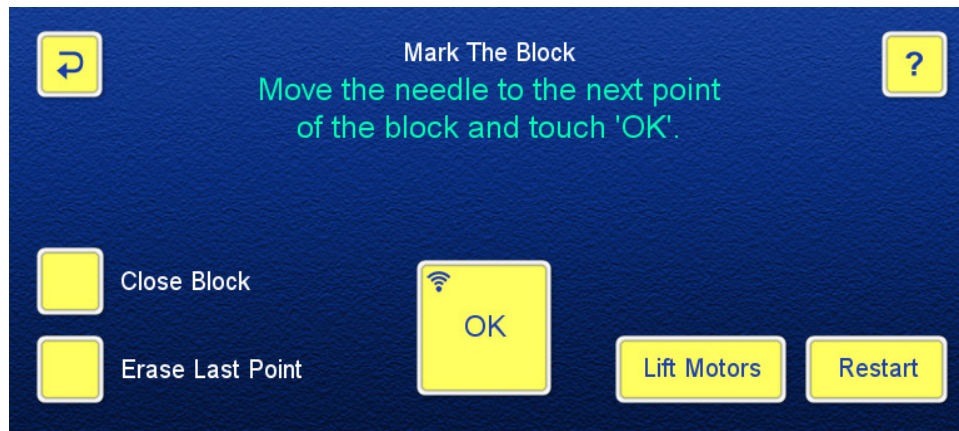 Mark The Block
?
Move the needle to the next point
of the block and touch 'OK'.
Close Block
OK
Erase Last Point
Lift Motors
Restart